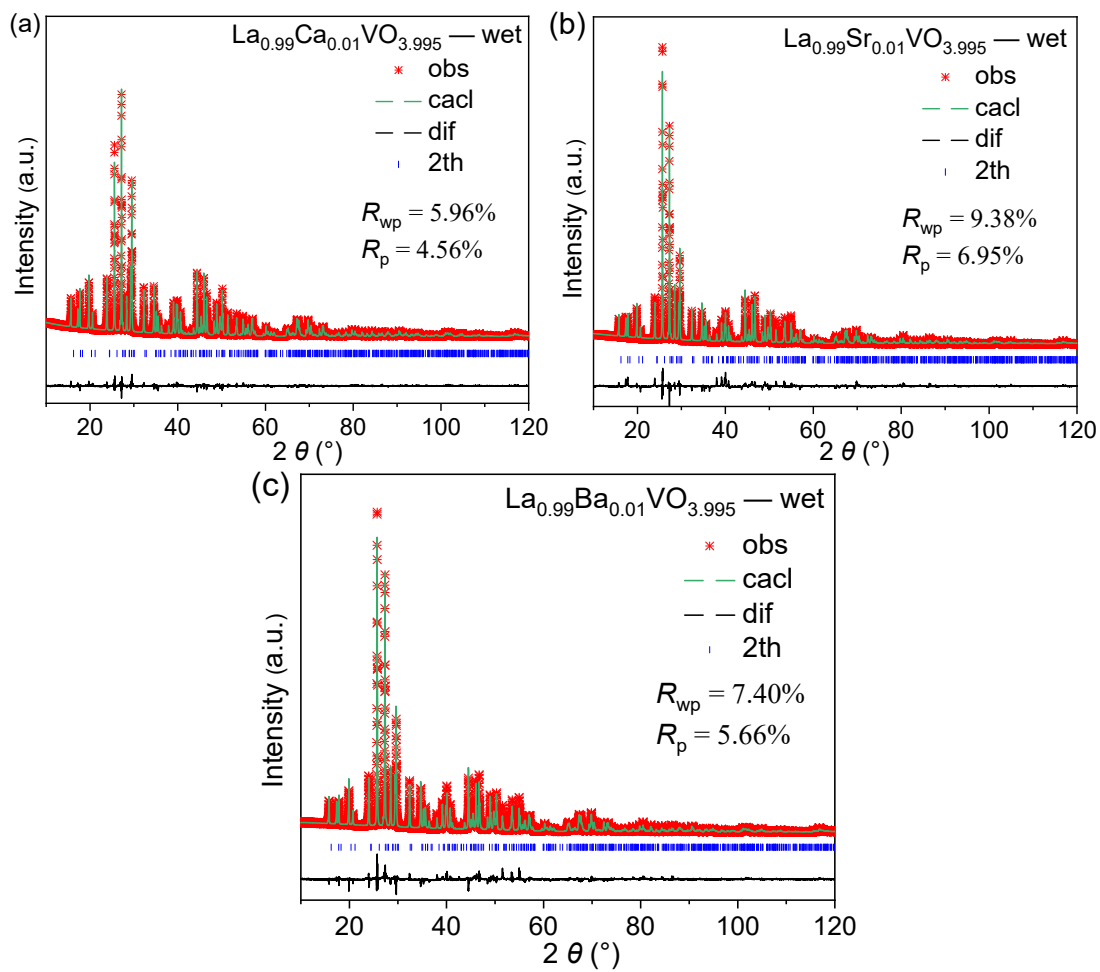 (a)
La0.99Ca0.01VO3.995 — wet
obs
cacl
dif
2th
Rwp = 5.96%
Rp = 4.56%
Intensity (a.u.)
20 40 60 80 100 120
2 θ (°)
(b)
La0.99Sr0.01VO3.995 — wet
obs
cacl
dif
2th
Rwp = 9.38%
Rp = 6.95%
Intensity (a.u.)
20 40 60 80 100 120
2 θ (°)
(c)
La0.99Ba0.01VO3.995 — wet
obs
cacl
dif
2th
Rwp = 7.40%
Rp = 5.66%
Intensity (a.u.)
20 40 60 80 100 120
2 θ (°)